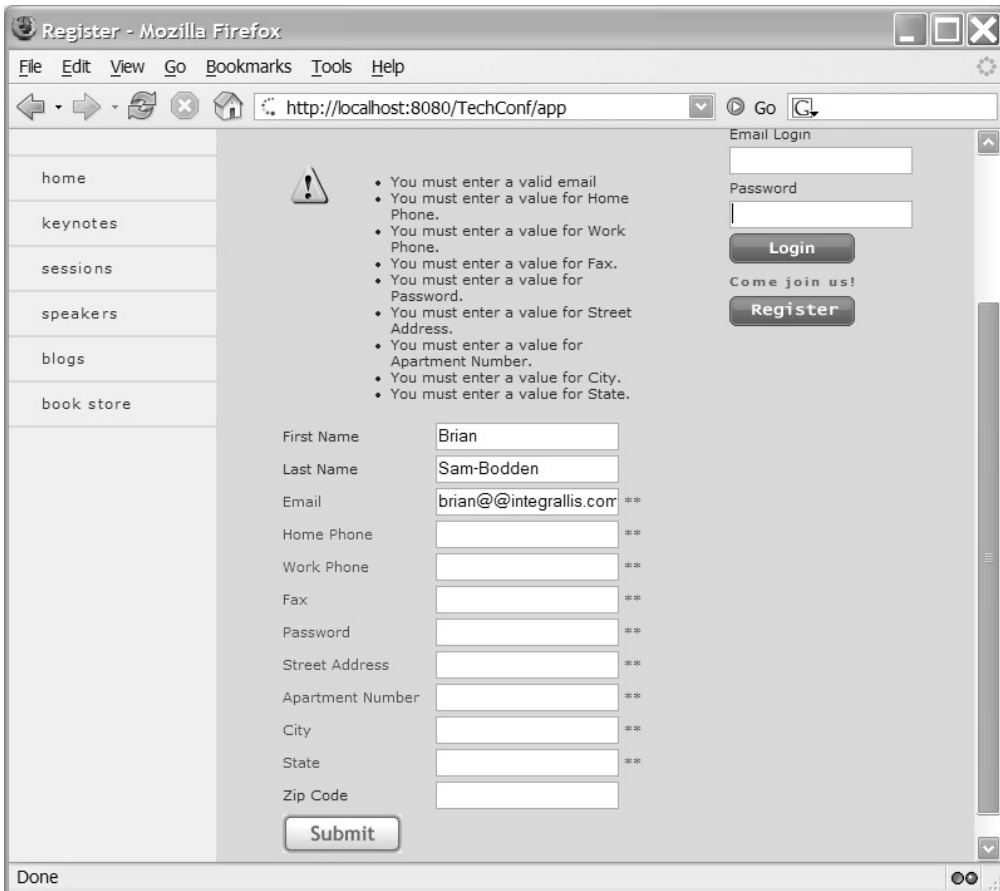 Register - Mozilla Firefox
File Edit View Go Bookmarks Tools Help
http://localhost:8080/TechConf/app Go G
home
keynotes
sessions
speakers
blogs
book store
• You must enter a valid email
• You must enter a value for Home
Phone.
• You must enter a value for Work
Phone.
• You must enter a value for Fax.
• You must enter a value for
Password.
• You must enter a value for Street
Address.
• You must enter a value for
Apartment Number.
• You must enter a value for City.
• You must enter a value for State.
Email Login
Password
Login
Come join us!
Register
First Name Brian
Last Name Sam-Bodden
Email brian@@integrallis.com **
Home Phone **
Work Phone **
Fax **
Password **
Street Address **
Apartment Number **
City **
State **
Zip Code
Submit
Done